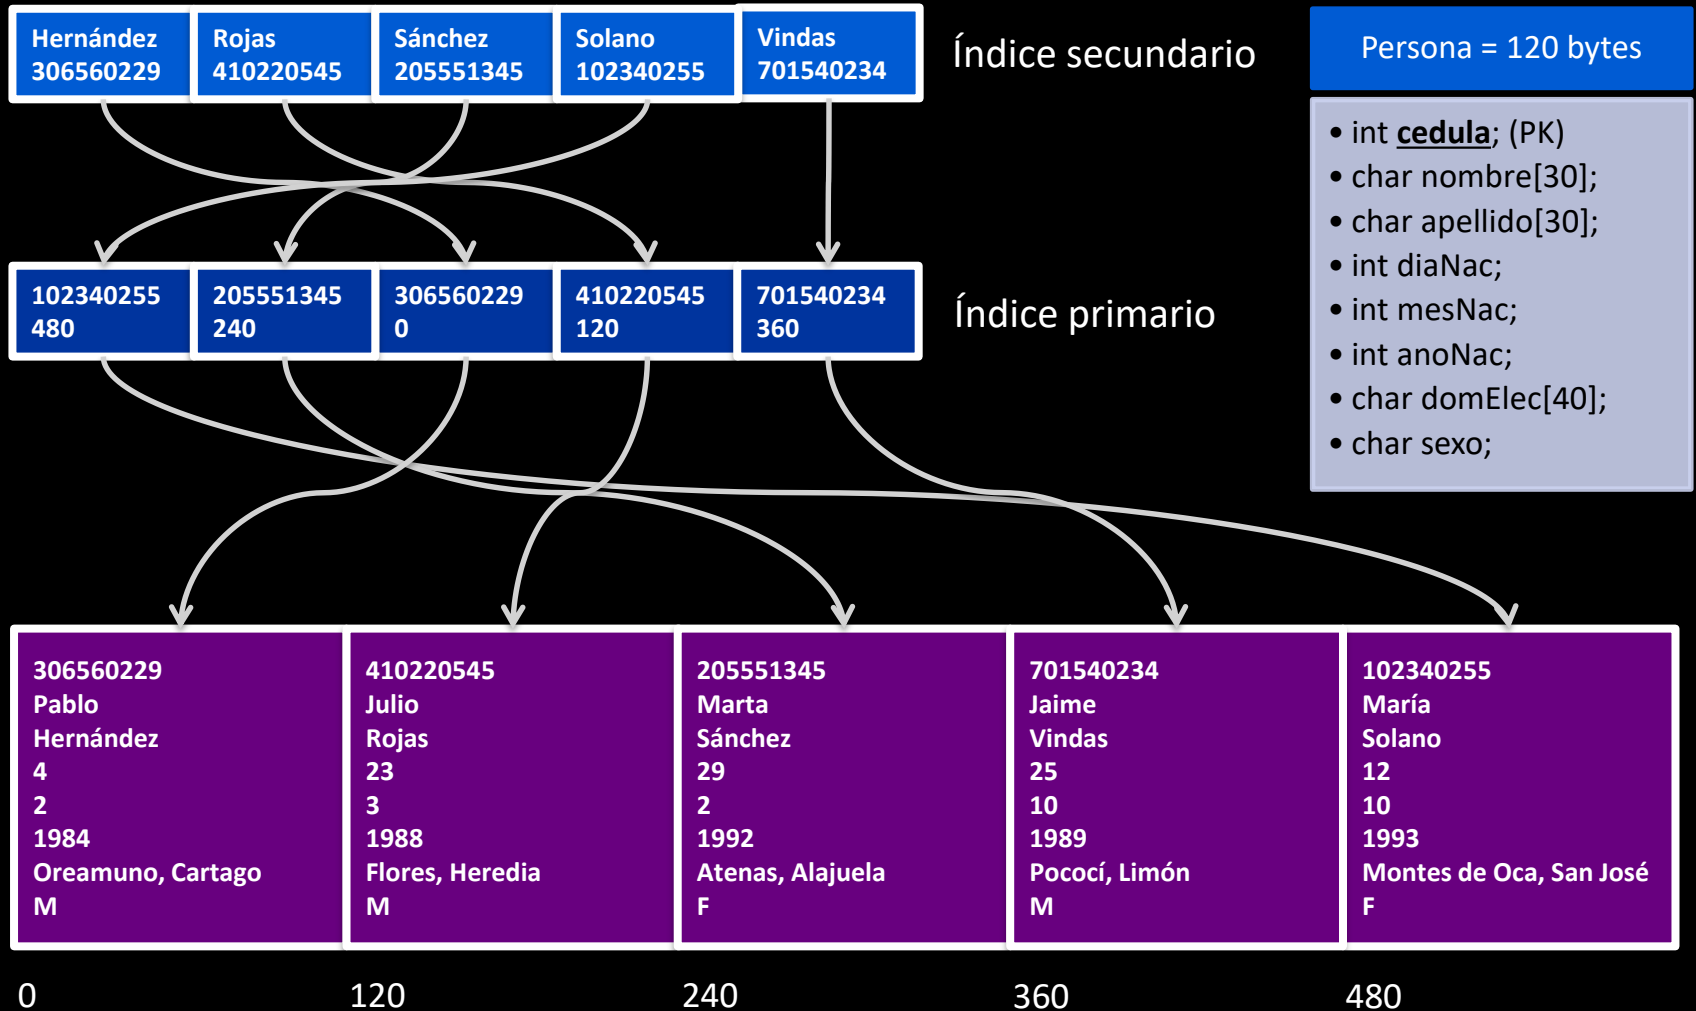 Hernández
306560229
Rojas
410220545
Sánchez
205551345
Solano
102340255
Vindas
701540234
Índice secundario
Persona = 120 bytes
• int cedula; (PK)
• char nombre[30];
• char apellido[30];
• int diaNac;
• int mesNac;
• int anoNac;
• char domElec[40];
• char sexo;
102340255
480
205551345
240
306560229
0
410220545
120
701540234
360
Índice primario
306560229
Pablo
Hernández
4
2
1984
Oreamuno, Cartago
M
410220545
Julio
Rojas
23
3
1988
Flores, Heredia
M
205551345
Marta
Sánchez
29
2
1992
Atenas, Alajuela
F
701540234
Jaime
Vindas
25
10
1989
Pococí, Limón
M
102340255
María
Solano
12
10
1993
Montes de Oca, San José
F
0
120
240
360
480